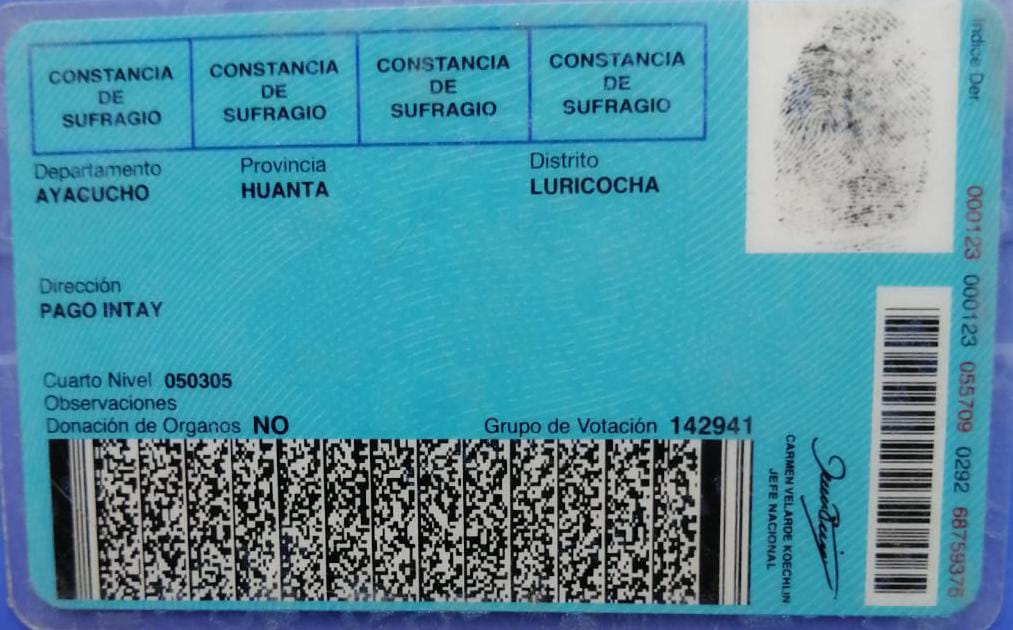 CONSTANCIA DE SUFRAGIO
CONSTANCIA DE SUFRAGIO
CONSTANCIA DE SUFRAGIO
CONSTANCIA DE SUFRAGIO
Departamento Provincia Distrito
AYACUCHO HUANTA LURICOCHA
Dirección
PAGO INTAY
Cuarto Nivel 050305
Observaciones
Donación de Organos NO Grupo de Votación 142941
CARMEN VELARDE KOECHLIN
JEFE NACIONAL
Indice Der
000123 000123 055709 0292 68759376